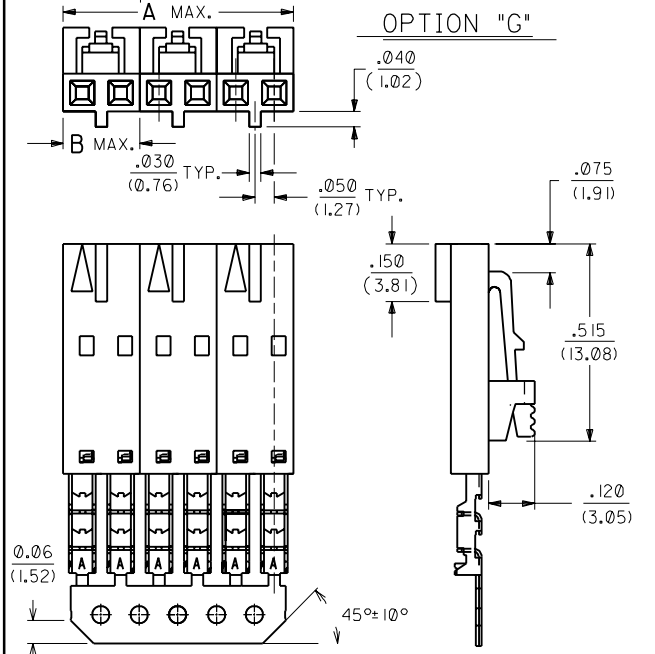 A MAX.
OPTION "G"
.040
(1.02)
B MAX.
.030
(0.76)
TYP.
.050
(1.27)
TYP.
.075
(1.91)
.150
(3.81)
.515
(13.08)
.120
(3.05)
A A A A A A
0.06
(1.52)
45°±10°